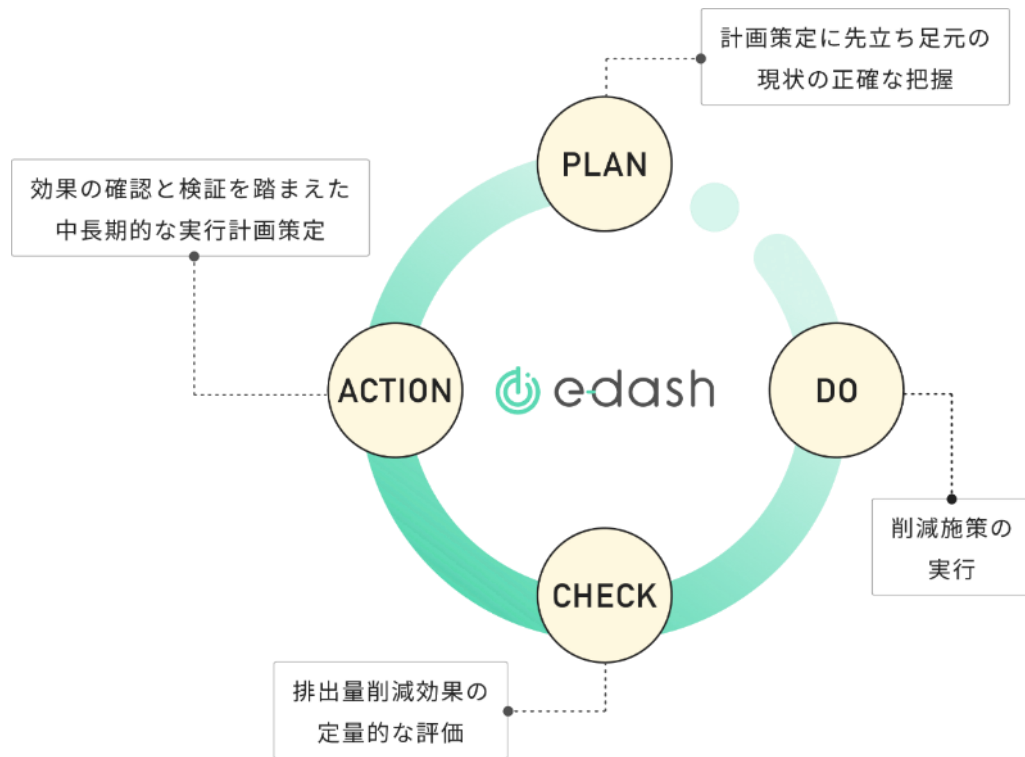 計画策定に先立ち足元の
現状の正確な把握
PLAN
効果の確認と検証を踏まえた
中長期的な実行計画策定
ACTION
e-dash
DO
削減施策の
実行
CHECK
排出量削減効果の
定量的な評価